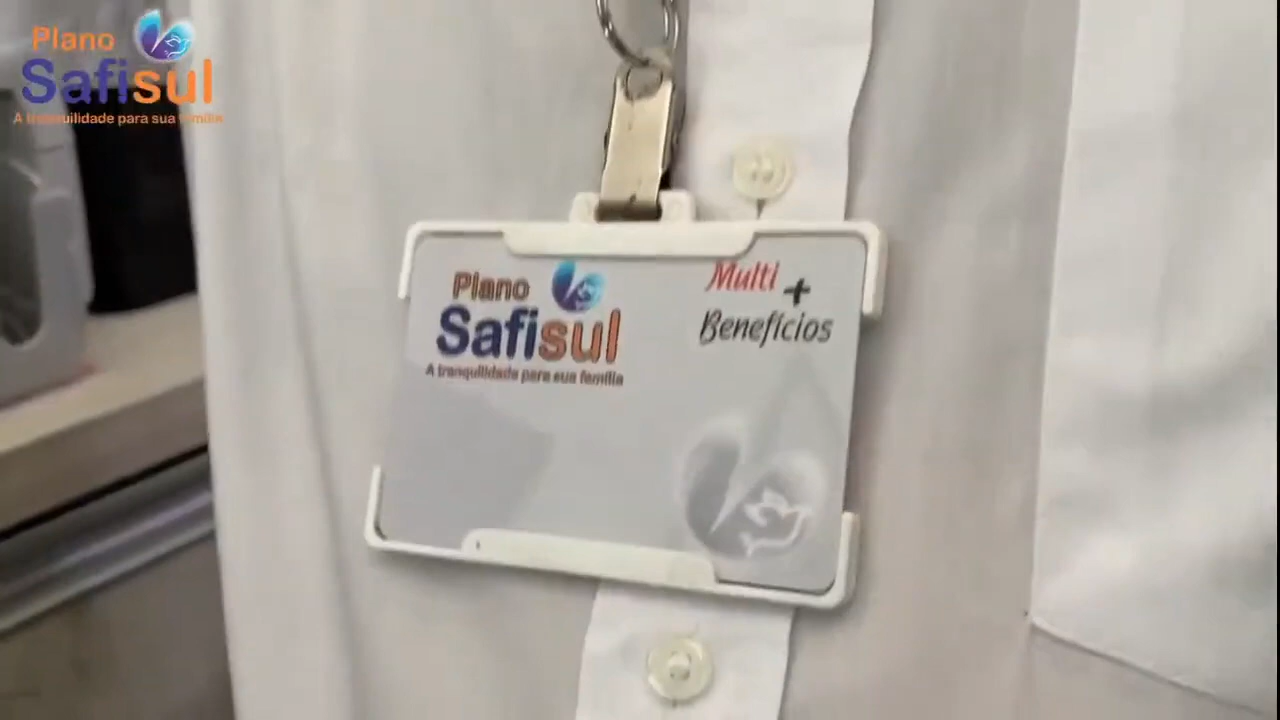 Plano
Safisul
A tranquilidade para sua família
Plano
Safisul
A tranquilidade para sua família
Multi +
Benefícios